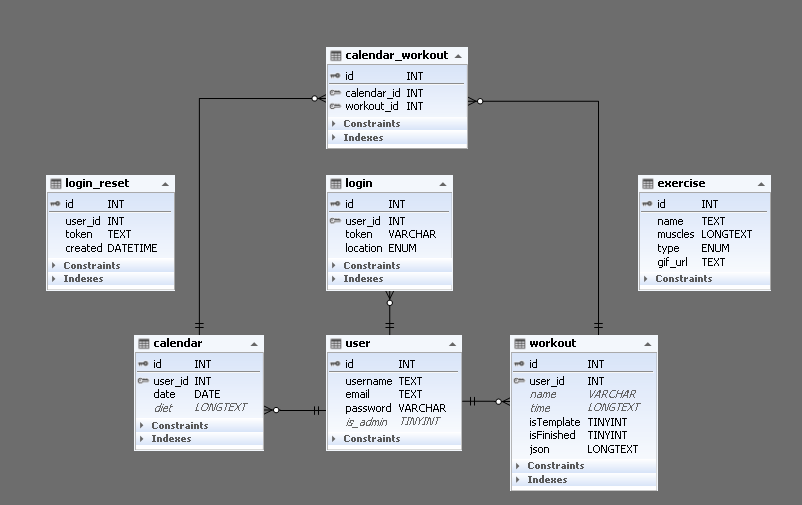 calendar_workout
id INT
calendar_id INT
workout_id INT
Constraints
Indexes
login_reset
id INT
user_id INT
token TEXT
created DATETIME
Constraints
Indexes
login
id INT
user_id INT
token VARCHAR
location ENUM
Constraints
Indexes
exercise
id INT
name TEXT
muscles LONGTEXT
type ENUM
gif_url TEXT
Constraints
calendar
id INT
user_id INT
date DATE
diet LONGTEXT
Constraints
Indexes
user
id INT
username TEXT
email TEXT
password VARCHAR
is_admin TINYINT
Constraints
workout
id INT
user_id INT
name VARCHAR
time LONGTEXT
isTemplate TINYINT
isFinished TINYINT
json LONGTEXT
Constraints
Indexes